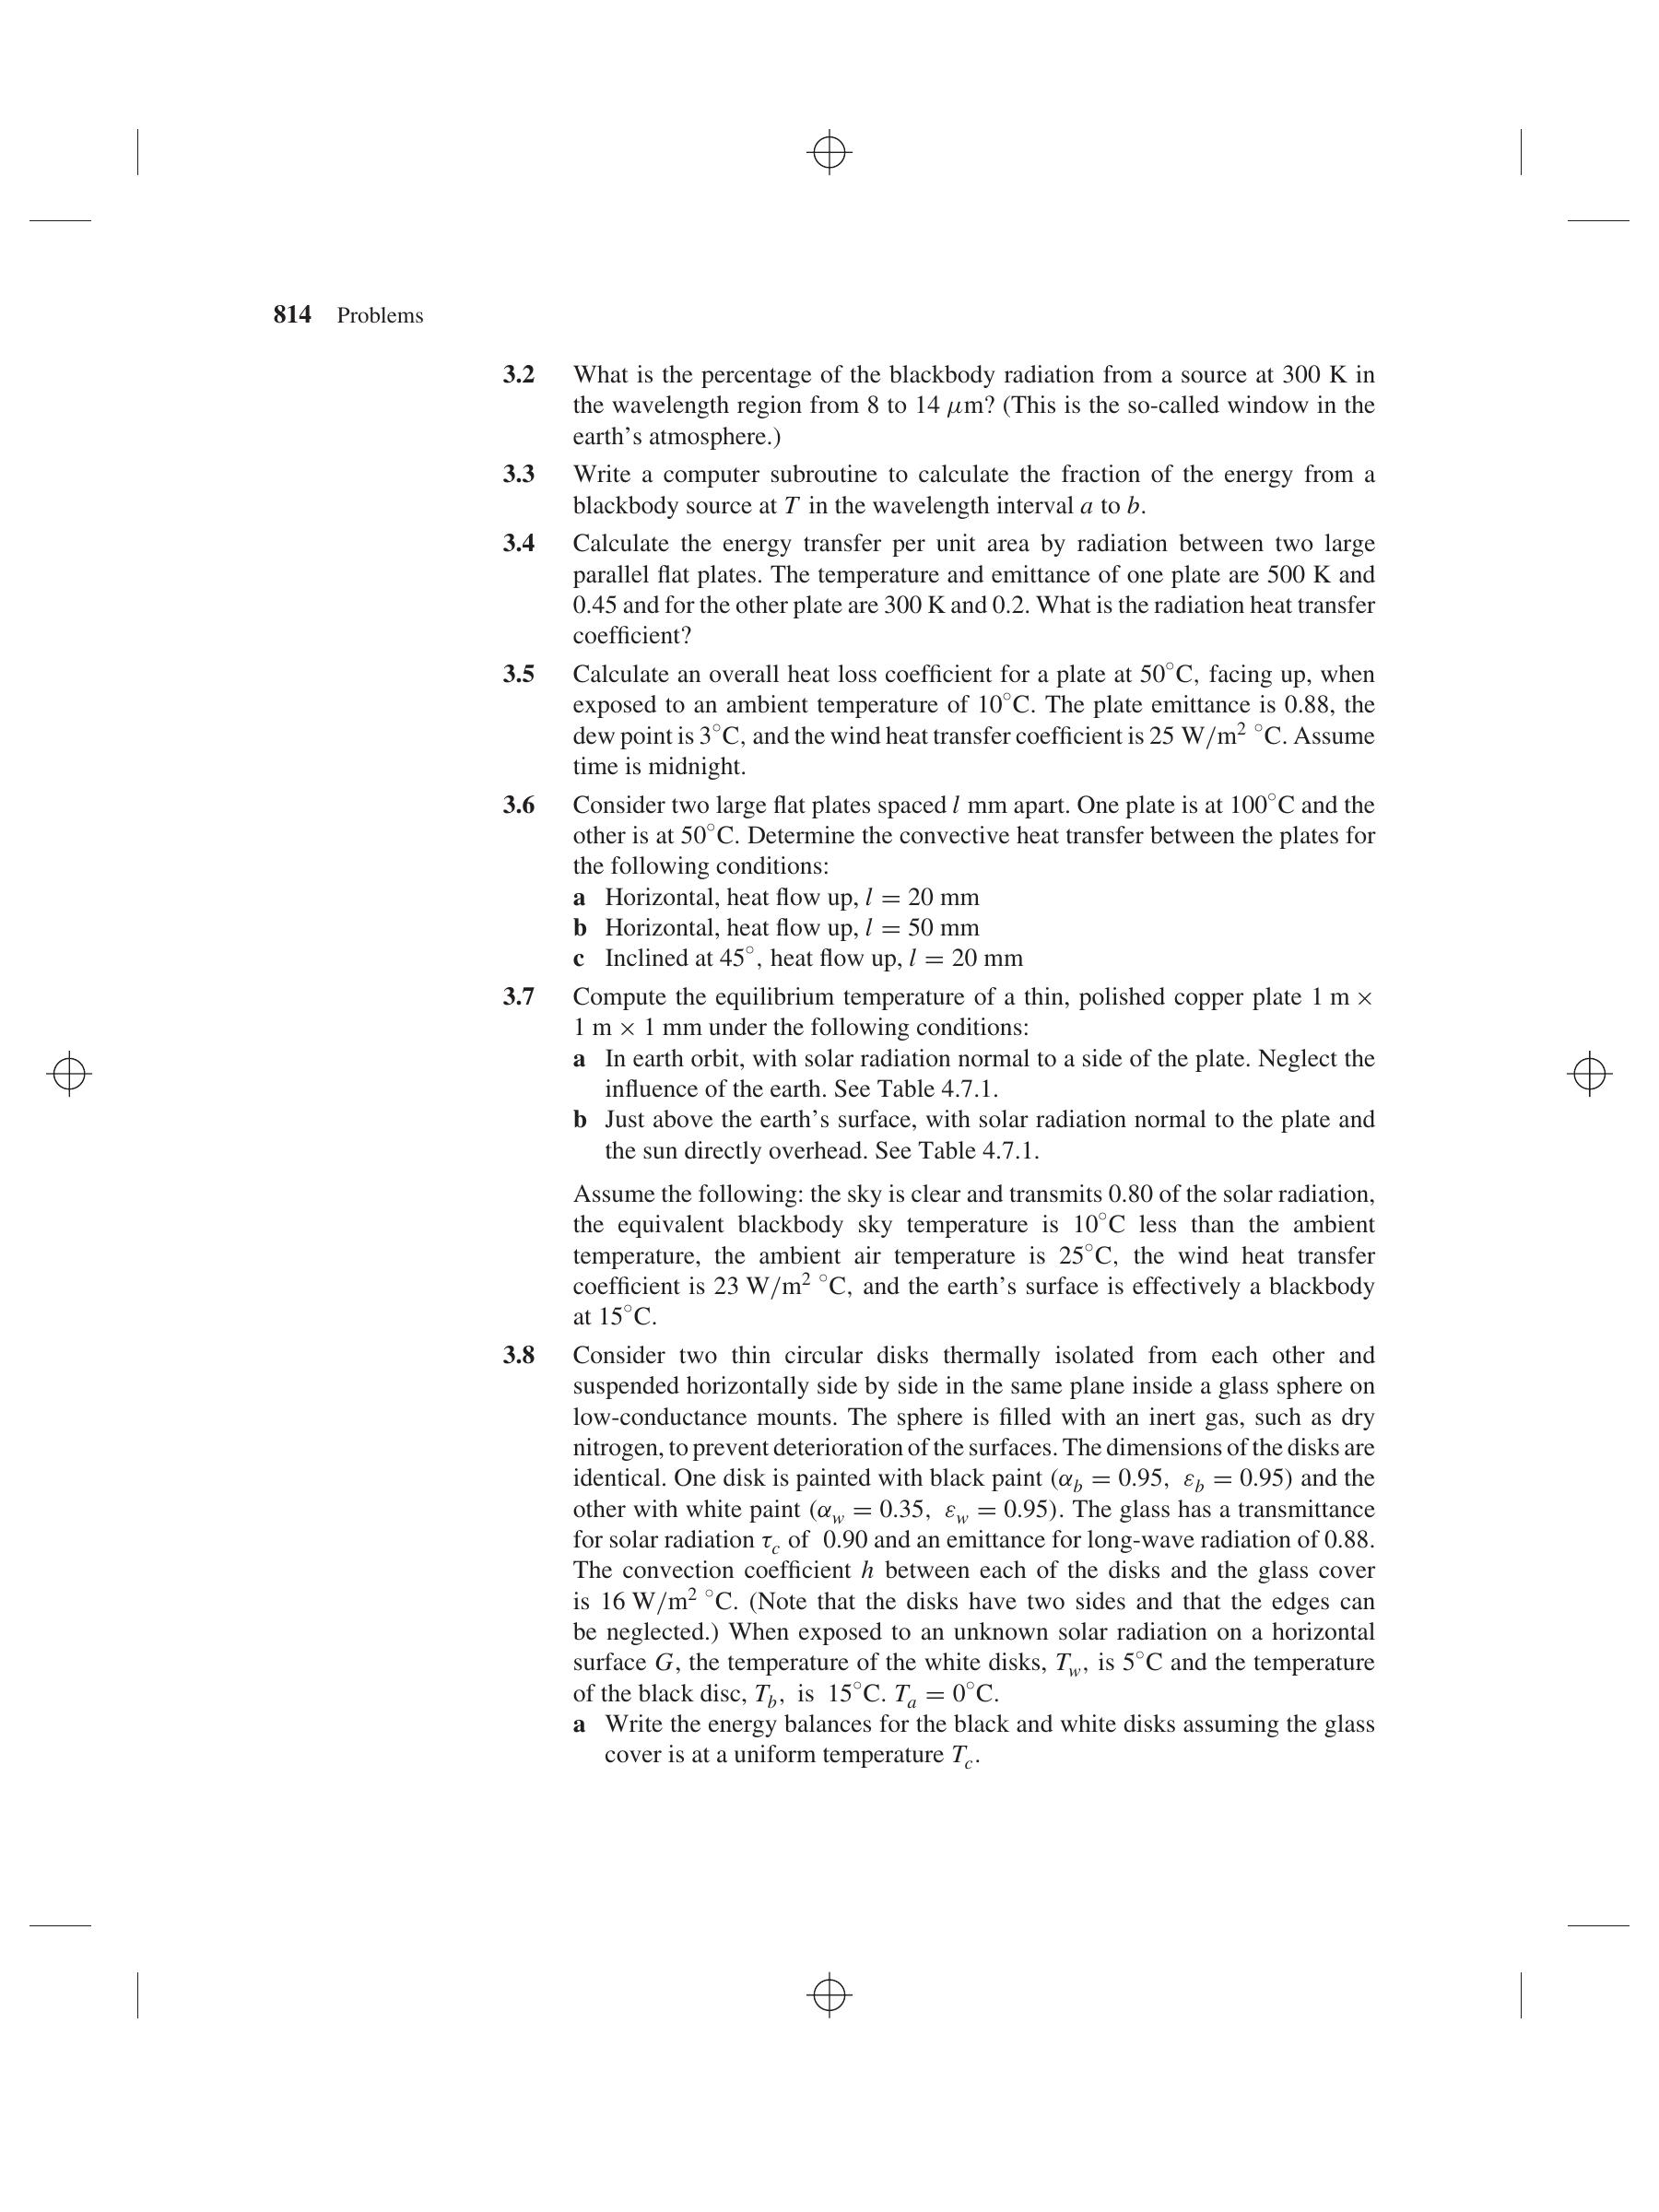 814 Problems
3.2 What is the percentage of the blackbody radiation from a source at 300 K in
the wavelength region from 8 to 14 μm? (This is the so-called window in the
earth’s atmosphere.)
3.3 Write a computer subroutine to calculate the fraction of the energy from a
blackbody source at T in the wavelength interval a to b.
3.4 Calculate the energy transfer per unit area by radiation between two large
parallel flat plates. The temperature and emittance of one plate are 500 K and
0.45 and for the other plate are 300 K and 0.2. What is the radiation heat transfer
coefficient?
3.5 Calculate an overall heat loss coefficient for a plate at 50°C, facing up, when
exposed to an ambient temperature of 10°C. The plate emittance is 0.88, the
dew point is 3°C, and the wind heat transfer coefficient is 25 W/m² °C. Assume
time is midnight.
3.6 Consider two large flat plates spaced l mm apart. One plate is at 100°C and the
other is at 50°C. Determine the convective heat transfer between the plates for
the following conditions:
a Horizontal, heat flow up, l = 20 mm
b Horizontal, heat flow up, l = 50 mm
c Inclined at 45°, heat flow up, l = 20 mm
3.7 Compute the equilibrium temperature of a thin, polished copper plate 1 m ×
1 m × 1 mm under the following conditions:
a In earth orbit, with solar radiation normal to a side of the plate. Neglect the
influence of the earth. See Table 4.7.1.
b Just above the earth’s surface, with solar radiation normal to the plate and
the sun directly overhead. See Table 4.7.1.
Assume the following: the sky is clear and transmits 0.80 of the solar radiation,
the equivalent blackbody sky temperature is 10°C less than the ambient
temperature, the ambient air temperature is 25°C, the wind heat transfer
coefficient is 23 W/m² °C, and the earth’s surface is effectively a blackbody
at 15°C.
3.8 Consider two thin circular disks thermally isolated from each other and
suspended horizontally side by side in the same plane inside a glass sphere on
low-conductance mounts. The sphere is filled with an inert gas, such as dry
nitrogen, to prevent deterioration of the surfaces. The dimensions of the disks are
identical. One disk is painted with black paint (α_b = 0.95, ε_b = 0.95) and the
other with white paint (α_w = 0.35, ε_w = 0.95). The glass has a transmittance
for solar radiation τ_c of 0.90 and an emittance for long-wave radiation of 0.88.
The convection coefficient h between each of the disks and the glass cover
is 16 W/m² °C. (Note that the disks have two sides and that the edges can
be neglected.) When exposed to an unknown solar radiation on a horizontal
surface G, the temperature of the white disks, T_w, is 5°C and the temperature
of the black disc, T_b, is 15°C. T_a = 0°C.
a Write the energy balances for the black and white disks assuming the glass
cover is at a uniform temperature T_c.